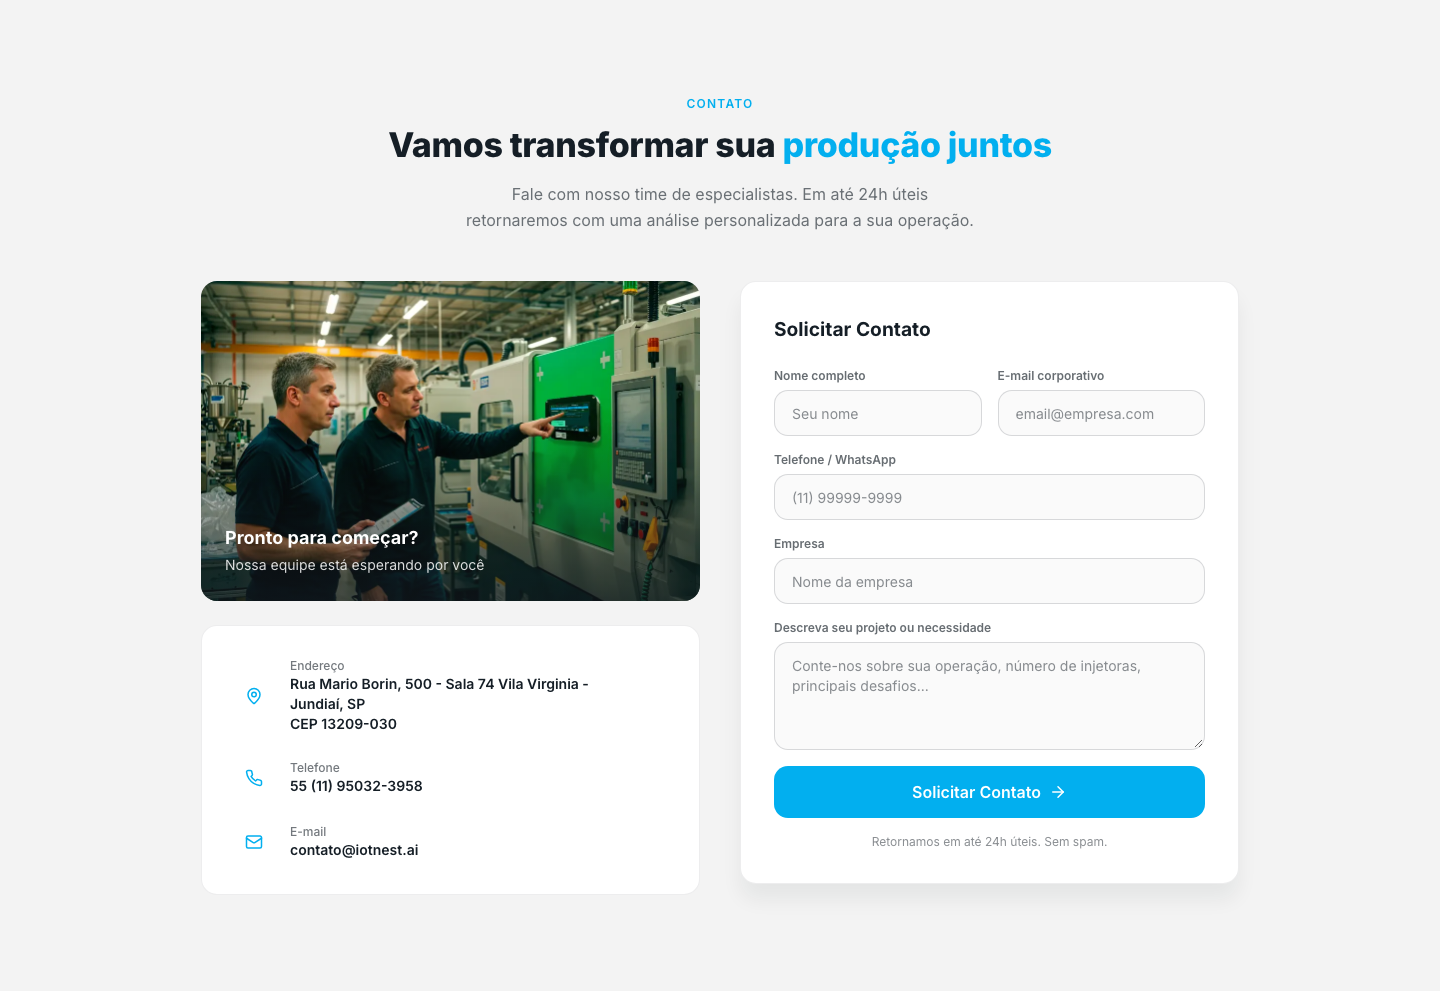 CONTATO
Vamos transformar sua produção juntos
Fale com nosso time de especialistas. Em até 24h úteis
retornaremos com uma análise personalizada para a sua operação.
Pronto para começar?
Nossa equipe está esperando por você
Endereço
Rua Mario Borin, 500 - Sala 74 Vila Virginia -
Jundiaí, SP
CEP 13209-030
Telefone
55 (11) 95032-3958
E-mail
contato@iotnest.ai
Solicitar Contato
Nome completo
Seu nome
E-mail corporativo
email@empresa.com
Telefone / WhatsApp
(11) 99999-9999
Empresa
Nome da empresa
Descreva seu projeto ou necessidade
Conte-nos sobre sua operação, número de injetoras,
principais desafios...
Solicitar Contato
Retornamos em até 24h úteis. Sem spam.